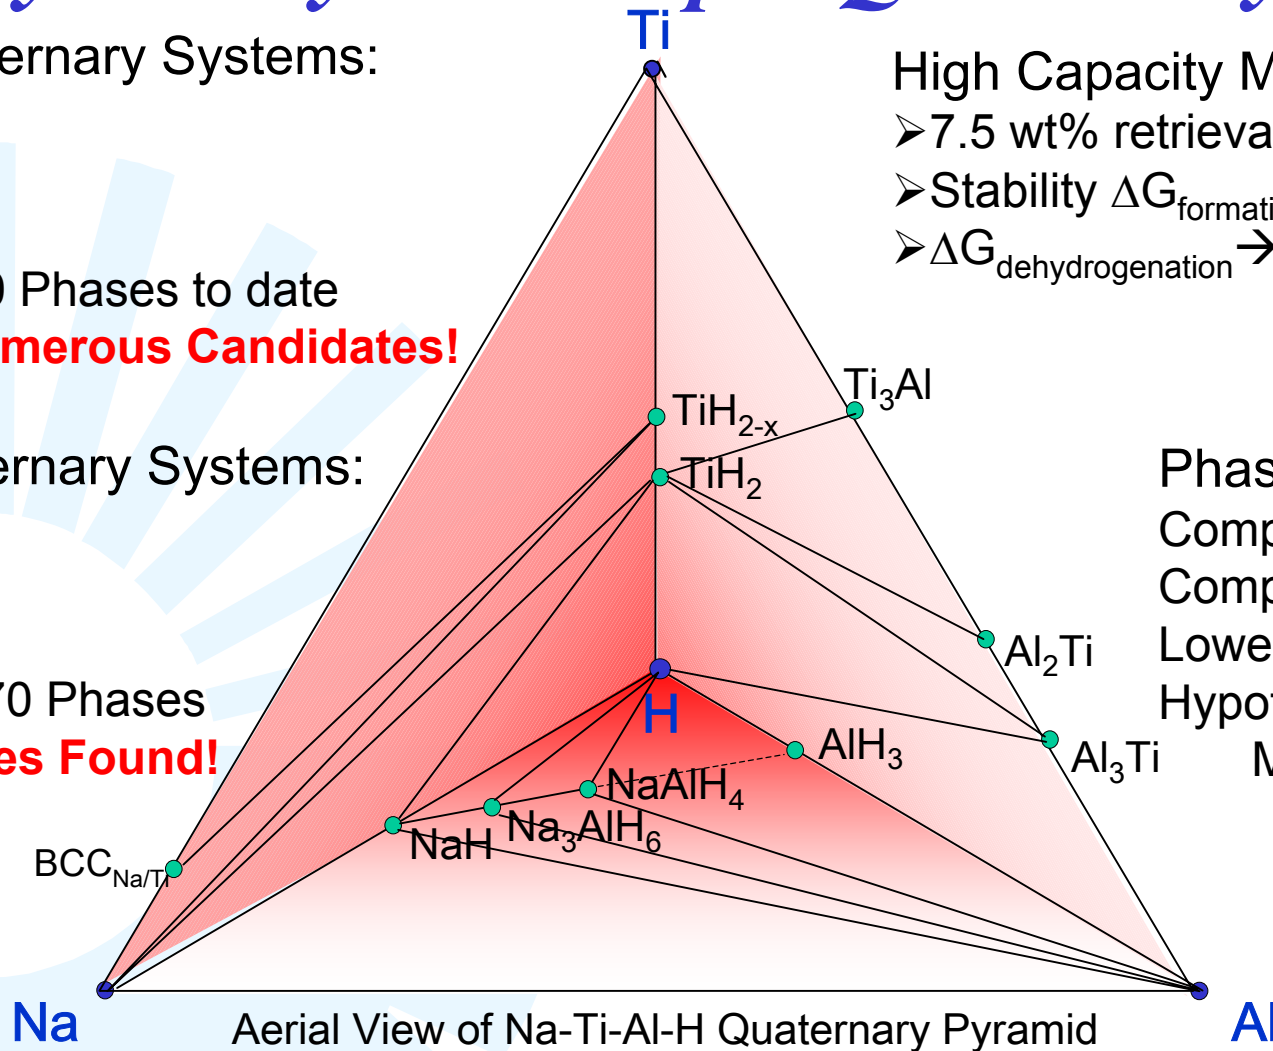 Ti
ernary Systems:
High Capacity M
➢7.5 wt% retrieva
➢Stability ΔGformati
➢ΔGdehydrogenation→
0 Phases to date
merous Candidates!
Ti3Al
TiH2-x
ernary Systems:
TiH2
Phas
Comp
Comp
Al2Ti
Lowe
70 Phases
Hypot
H
es Found!
AlH3
Al3Ti
M
NaAlH4
Na3AlH6
NaH
BCCNa/Ti
Na
Aerial View of Na-Ti-Al-H Quaternary Pyramid
Al